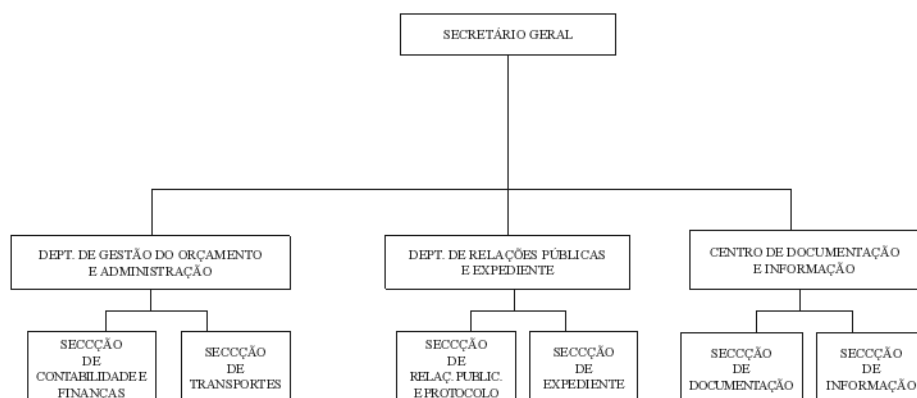 SECRETÁRIO GERAL
DEPT. DE GESTÃO DO ORÇAMENTO
E ADMINISTRAÇÃO
DEPT. DE RELAÇÕES PÚBLICAS
E EXPEDIENTE
CENTRO DE DOCUMENTAÇÃO
E INFORMAÇÃO
SECCÇÃO
DE
CONTABILIDADE E
FINANÇAS
SECCÇÃO
DE
TRANSPORTES
SECCÇÃO
DE
RELAÇ. PUBLIC.
E PROTOCOLO
SECCÇÃO
DE
EXPEDIENTE
SECCÇÃO
DE
DOCUMENTAÇÃO
SECCÇÃO
DE
INFORMAÇÃO